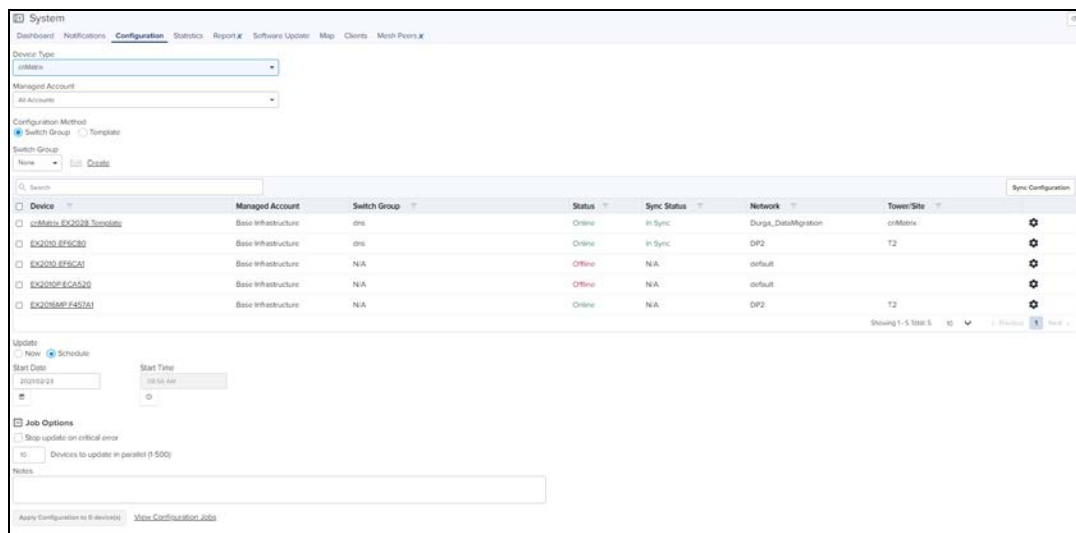 System
Dashboard Notifications Configuration Statistics Report Software Update Map Clients Mesh Peers
Device Type
cnMatrix
Managed Account
All Accounts
Configuration Method
Switch Group Template
Switch Group
None Edit Create
Search Sync Configuration
Device Managed Account Switch Group Status Sync Status Network Tower/Site
cnMatrix EX2028 Template Base Infrastructure dns Online In Sync Durga_DataMigration cnMatrix
EX2010-EF6C80 Base Infrastructure dns Online In Sync DP2 T2
EX2010-EF6CA1 Base Infrastructure N/A Offline N/A default
EX2010P-ECA520 Base Infrastructure N/A Offline N/A default
EX2016MP-F457A1 Base Infrastructure N/A Online N/A DP2 T2
Showing 1 - 5 Total: 5 10 < Previous 1 Next >
Update
Now Schedule
Start Date Start Time
2021/02/23 08:56 AM
Job Options
Stop update on critical error
10 Devices to update in parallel (1-500)
Notes
Apply Configuration to 0 device(s) View Configuration Jobs